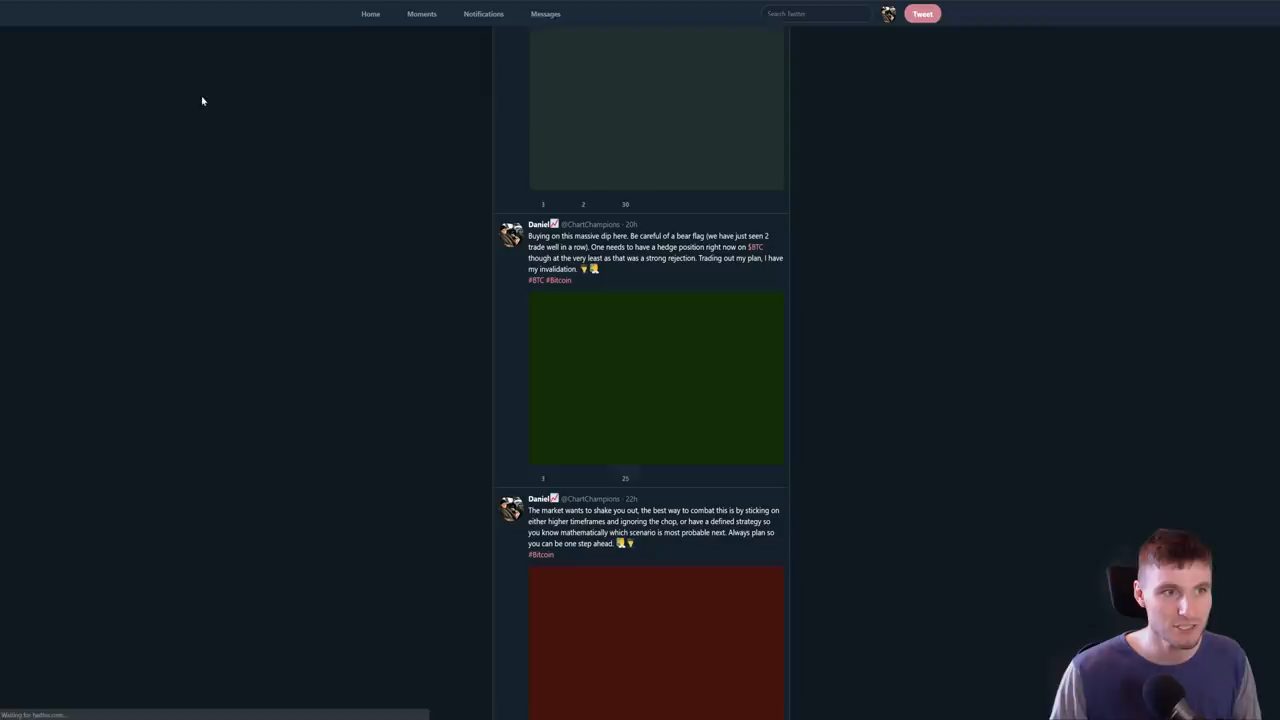 Home Moments Notifications Messages Search Twitter Tweet
3 2 30
Daniel @ChartChampions · 20h
Buying on this massive dip here. Be careful of a bear flag (we have just seen 2
trade well in a row). One needs to have a hedge position right now on $BTC
though at the very least as that was a strong rejection. Trading out my plan, I have
my invalidation.
#BTC #Bitcoin
3 25
Daniel @ChartChampions · 22h
The market wants to shake you out, the best way to combat this is by sticking on
either higher timeframes and ignoring the chop, or have a defined strategy so
you know mathematically which scenario is most probable next. Always plan so
you can be one step ahead.
#Bitcoin
Waiting for twitter.com...